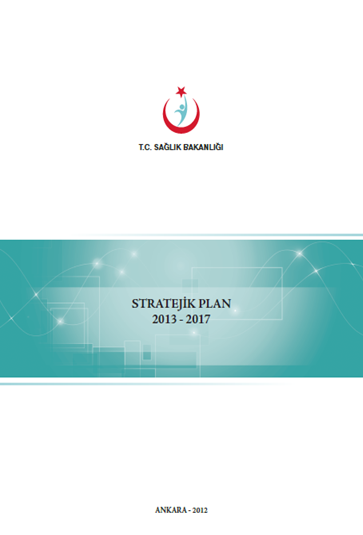 T.C. SAĞLIK BAKANLIĞI
STRATEJİK PLAN
2013 - 2017
ANKARA - 2012